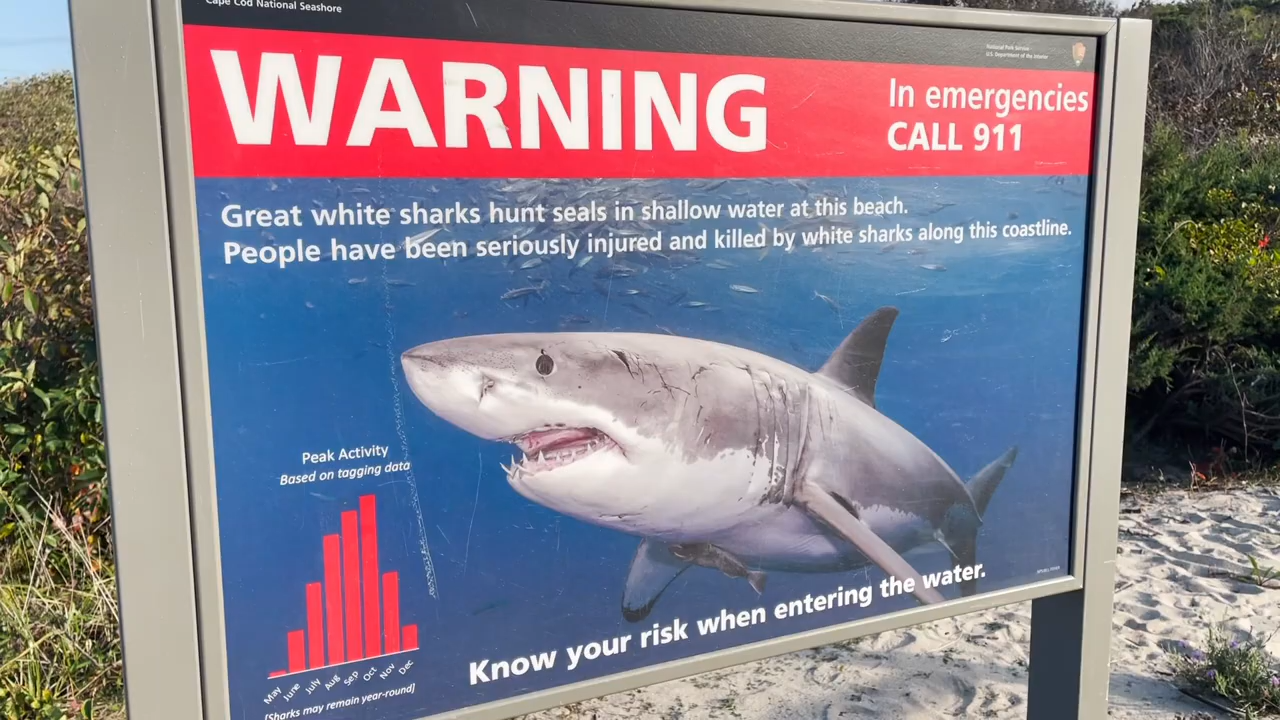 Cape Cod National Seashore
National Park Service
U.S. Department of the Interior
WARNING
In emergencies
CALL 911
Great white sharks hunt seals in shallow water at this beach.
People have been seriously injured and killed by white sharks along this coastline.
Peak Activity
Based on tagging data
May June July Aug Sep Oct Nov Dec
[Sharks may remain year-round]
Know your risk when entering the water.